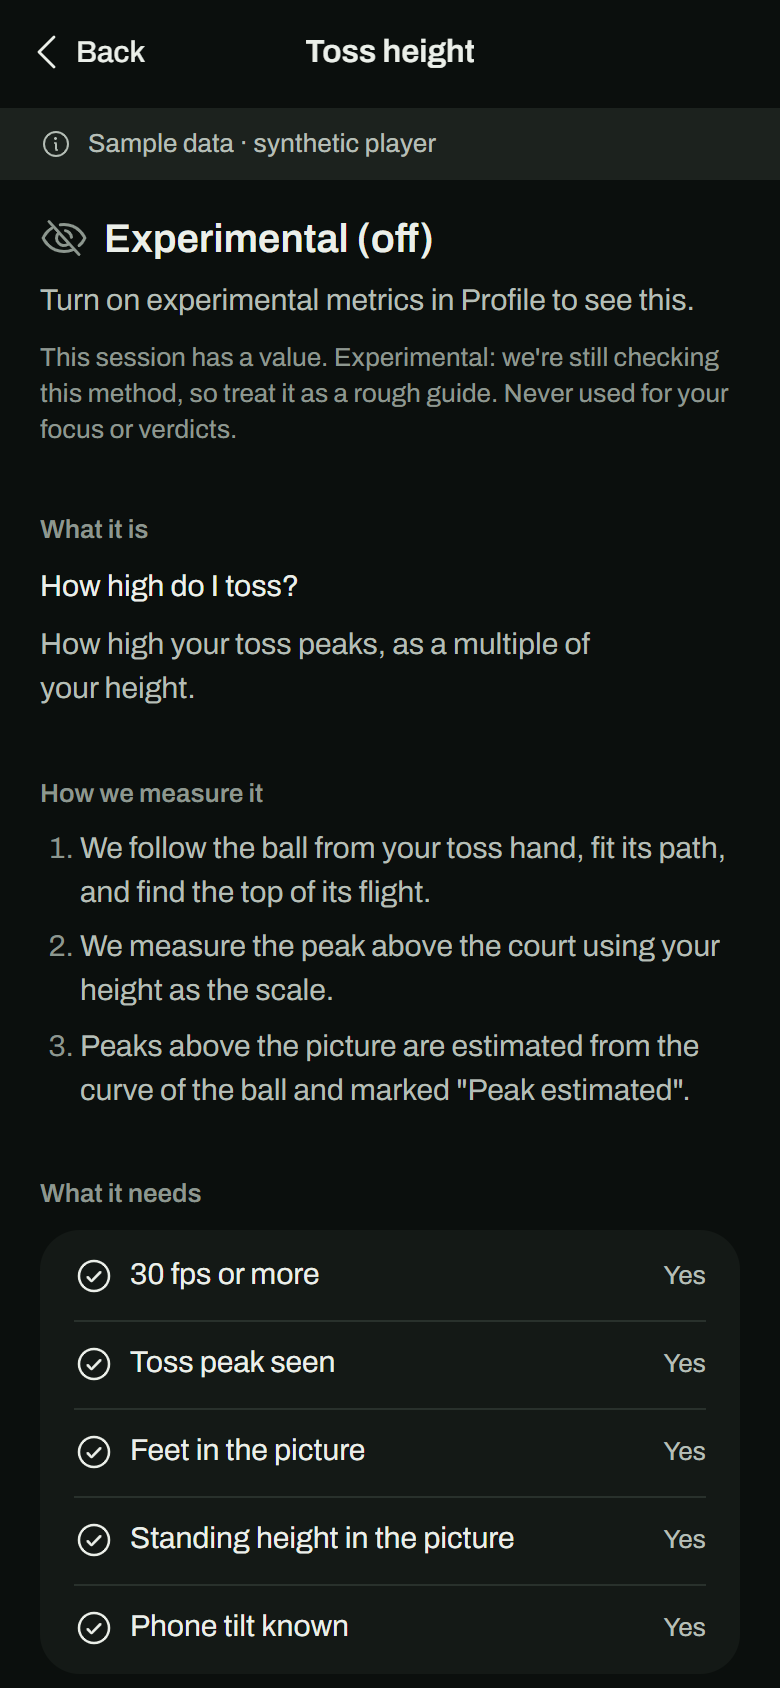 Back
Toss height
Sample data · synthetic player
Experimental (off)
Turn on experimental metrics in Profile to see this.
This session has a value. Experimental: we're still checking
this method, so treat it as a rough guide. Never used for your
focus or verdicts.
What it is
How high do I toss?
How high your toss peaks, as a multiple of
your height.
How we measure it
1. We follow the ball from your toss hand, fit its path,
and find the top of its flight.
2. We measure the peak above the court using your
height as the scale.
3. Peaks above the picture are estimated from the
curve of the ball and marked "Peak estimated".
What it needs
30 fps or more Yes
Toss peak seen Yes
Feet in the picture Yes
Standing height in the picture Yes
Phone tilt known Yes